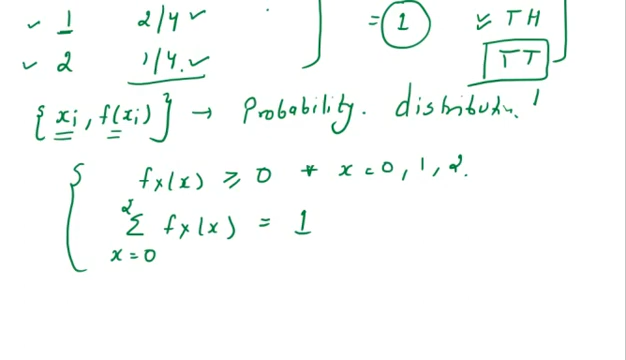 ✓ 1 2/4 ✓ = 1 ✓ TH
✓ 2 1/4. ✓ TT
{xi, f(xi)} → Probability. distributn.
fx(x) ≥ 0 * x = 0, 1, 2.
2
Σ fx(x) = 1
x = 0